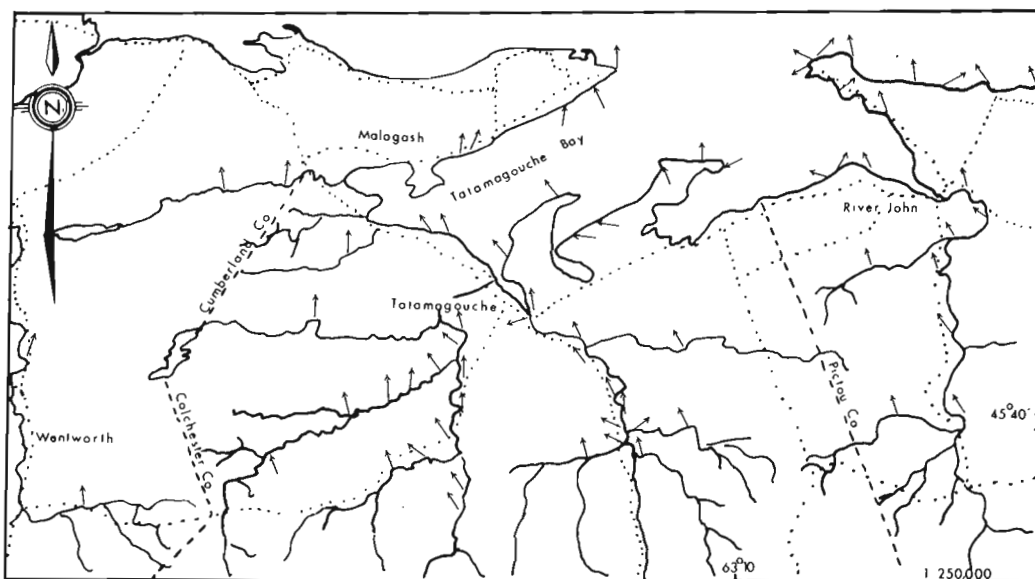 N
Malagash
Tatamagouche Bay
River John
Cumberland Co.
Tatamagouche
Pictou Co.
45°40'
Colchester Co.
Wentworth
63°10
1 250,000